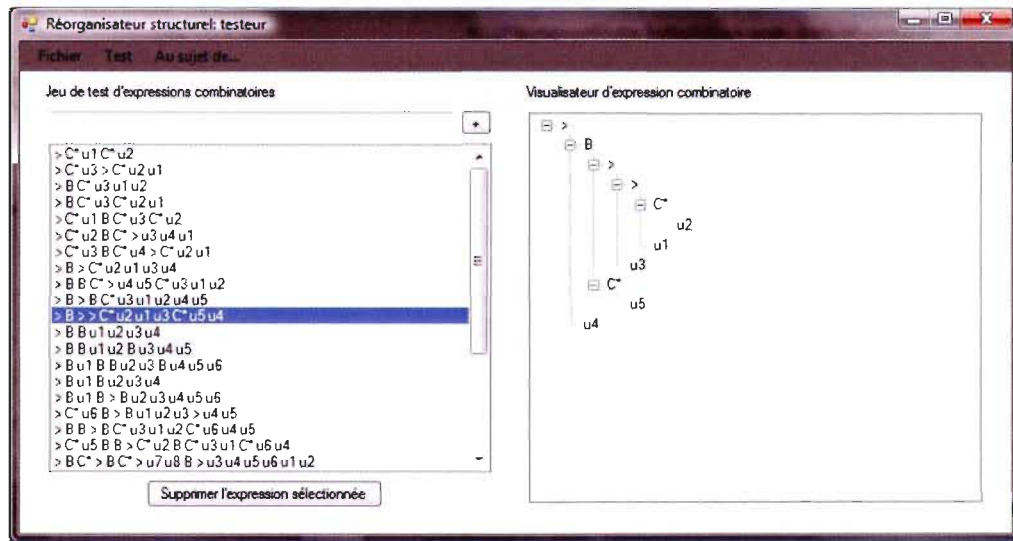 Réorganisateur structurel: testeur
Fichier Test Au sujet de...
Jeu de test d'expressions combinatoires
+
> C* u1 C* u2
> C* u3 > C* u2 u1
> B C* u3 u1 u2
> B C* u3 C* u2 u1
> C* u1 B C* u3 C* u2
> C* u2 B C* > u3 u4 u1
> C* u3 B C* u4 > C* u2 u1
> B > C* u2 u1 u3 u4
> B B C* > u4 u5 C* u3 u1 u2
> B > B C* u3 u1 u2 u4 u5
> B > > C* u2 u1 u3 C* u5 u4
> B B u1 u2 u3 u4
> B B u1 u2 B u3 u4 u5
> B u1 B B u2 u3 B u4 u5 u6
> B u1 B u2 u3 u4
> B u1 B > B u2 u3 u4 u5 u6
> C* u6 B > B u1 u2 u3 > u4 u5
> B B > B C* u3 u1 u2 C* u6 u4 u5
> C* u5 B B > C* u2 B C* u3 u1 C* u6 u4
> B C* > B C* > u7 u8 B > u3 u4 u5 u6 u1 u2
Supprimer l'expression sélectionnée
Visualisateur d'expression combinatoire
>
B
>
>
C*
u2
u1
u3
C*
u5
u4